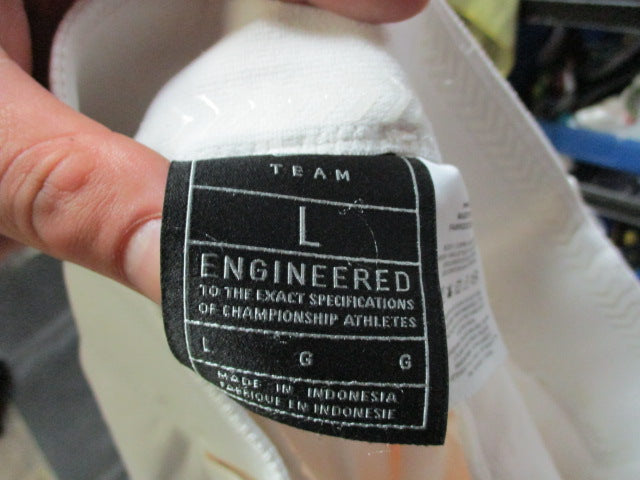 TEAM
L
ENGINEERED
TO THE EXACT SPECIFICATIONS
OF CHAMPIONSHIP ATHLETES
L G G
MADE IN INDONESIA
FABRIQUE EN INDONESIE